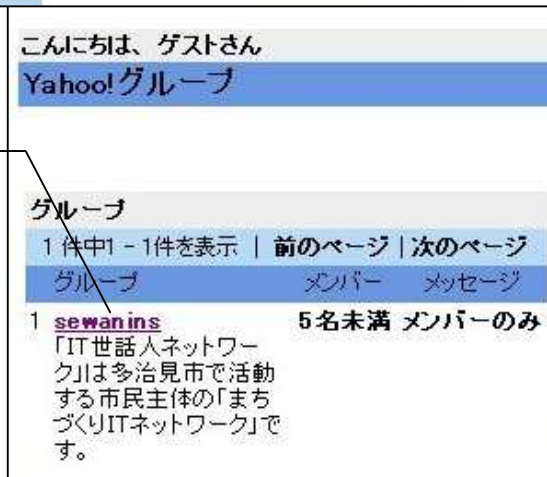 こんにちは、ゲストさん
Yahoo!グループ
グループ
1 件中1 - 1件を表示 | 前のページ | 次のページ
グループ メンバー メッセージ
1 sewanins 5名未満 メンバーのみ
「IT世話人ネットワー
ク」は多治見市で活動
する市民主体の「まち
づくりITネットワーク」で
す。